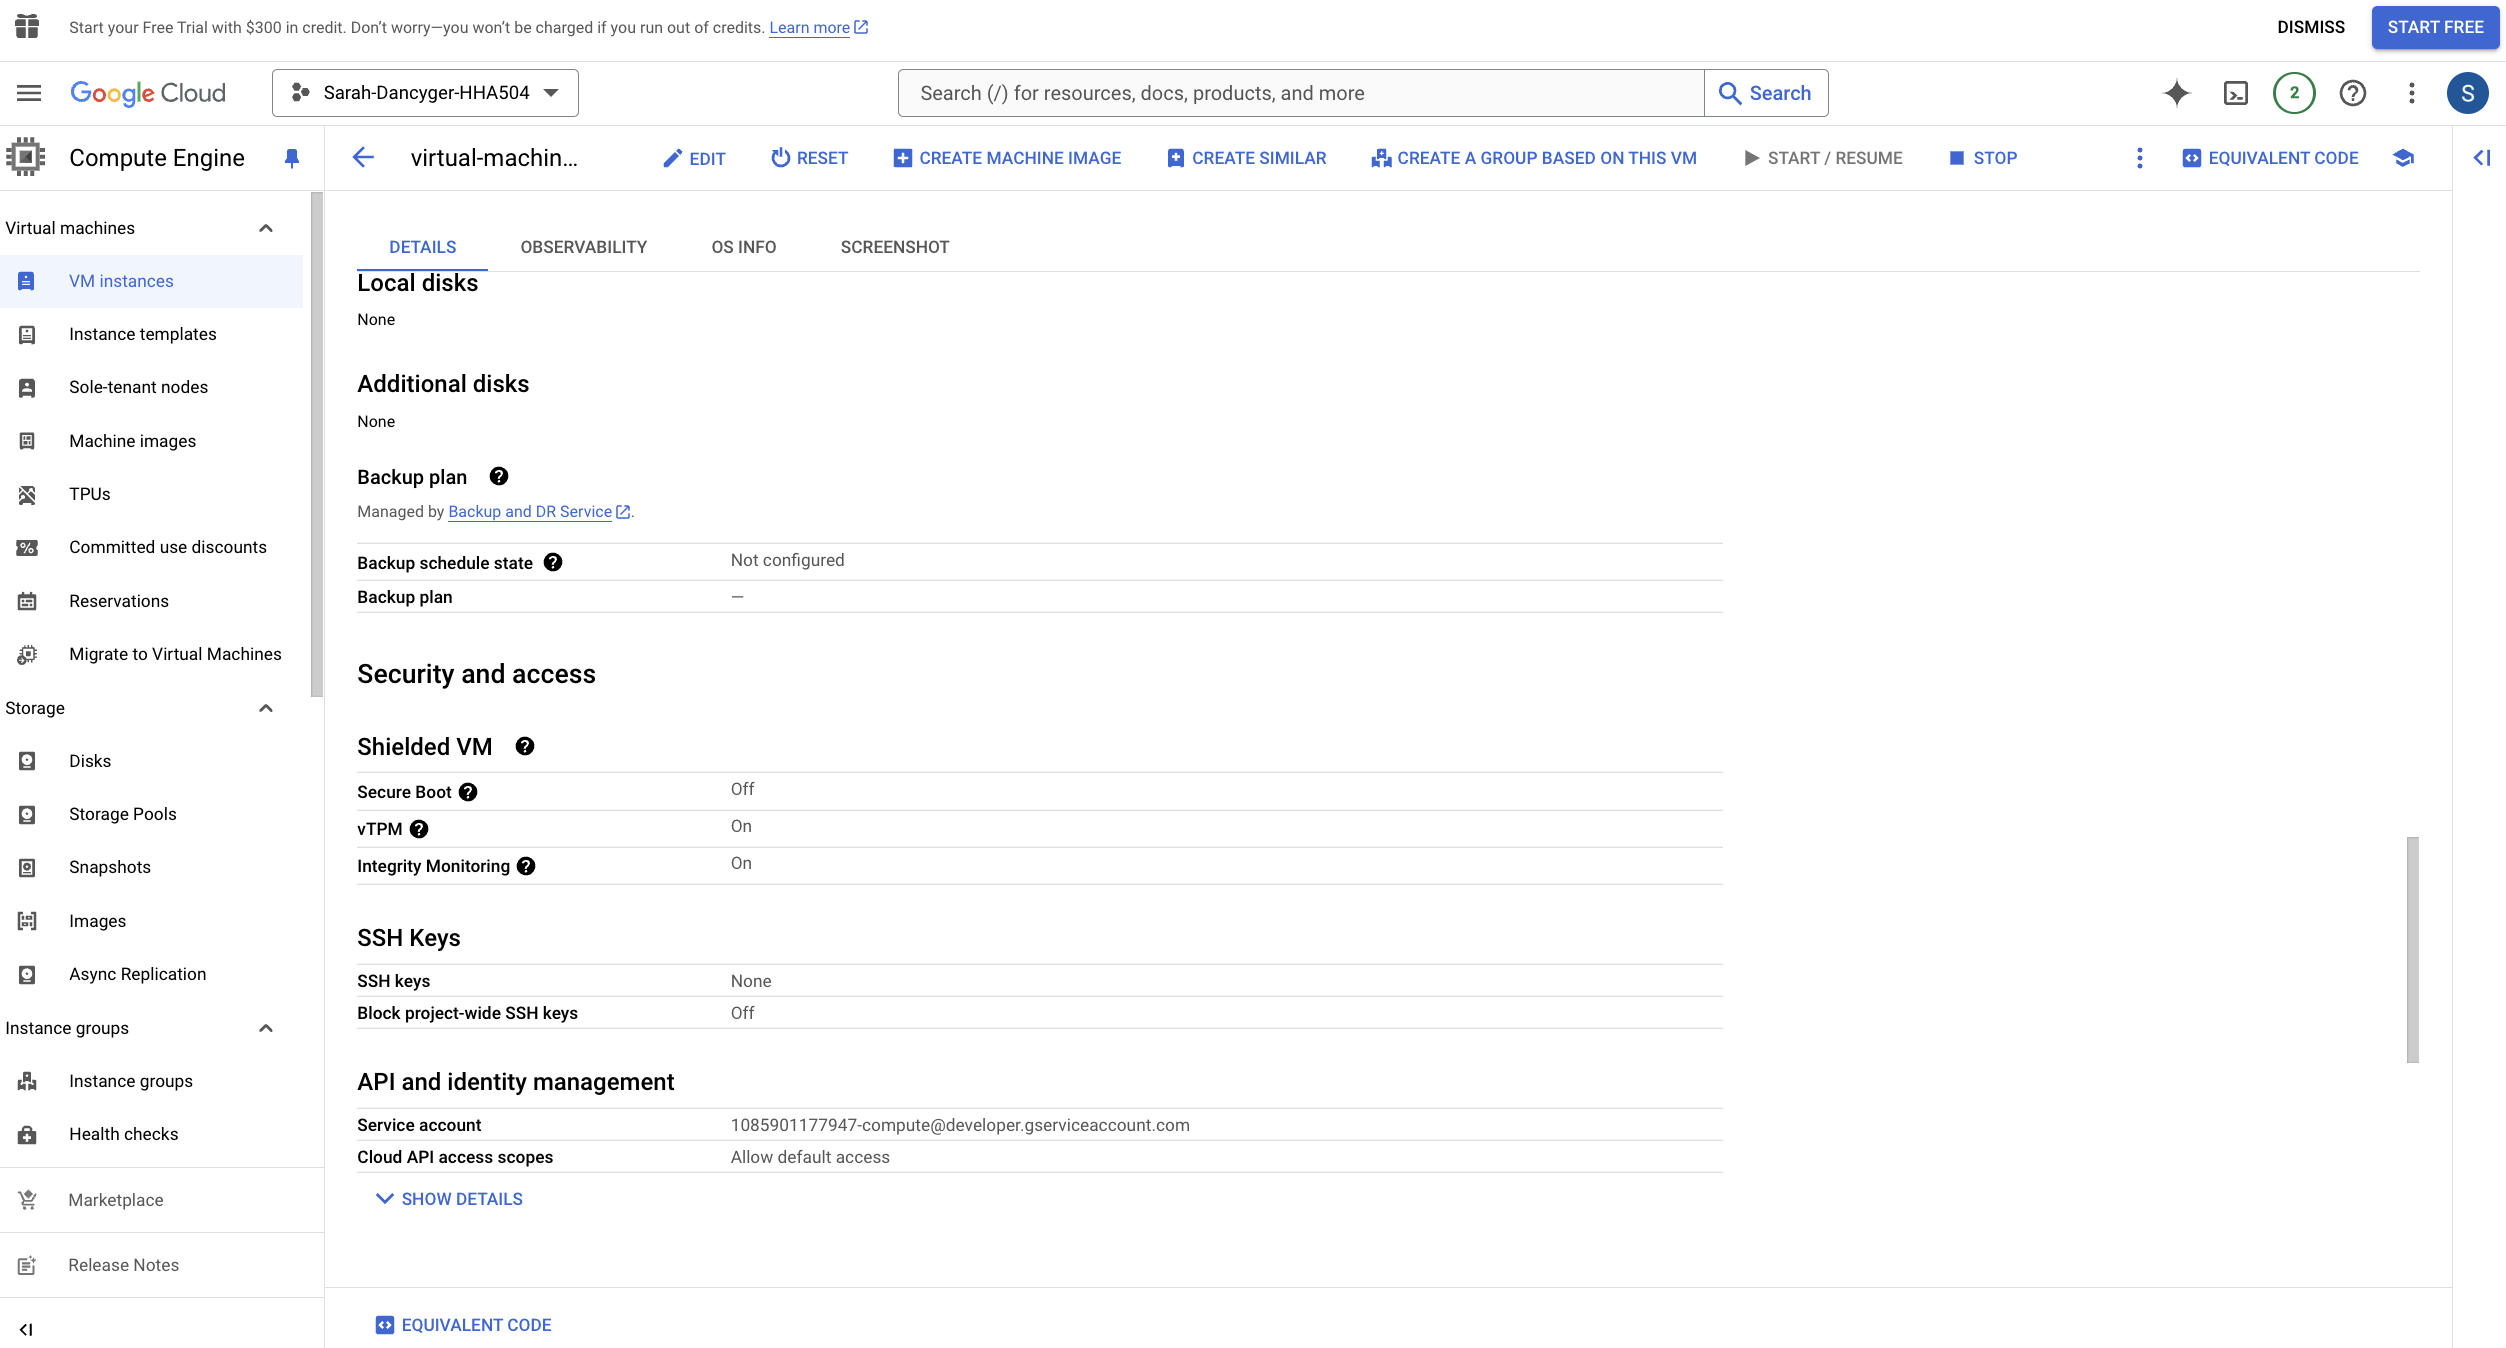 Start your Free Trial with $300 in credit. Don't worry—you won't be charged if you run out of credits. Learn more
DISMISS
START FREE
Google Cloud
Sarah-Dancyger-HHA504
Search (/) for resources, docs, products, and more
Search
2
S
Compute Engine
virtual-machin...
EDIT
RESET
CREATE MACHINE IMAGE
CREATE SIMILAR
CREATE A GROUP BASED ON THIS VM
START / RESUME
STOP
EQUIVALENT CODE
Virtual machines
VM instances
Instance templates
Sole-tenant nodes
Machine images
TPUs
Committed use discounts
Reservations
Migrate to Virtual Machines
Storage
Disks
Storage Pools
Snapshots
Images
Async Replication
Instance groups
Instance groups
Health checks
Marketplace
Release Notes
DETAILS
OBSERVABILITY
OS INFO
SCREENSHOT
Local disks
None
Additional disks
None
Backup plan
Managed by Backup and DR Service.
Backup schedule state Not configured
Backup plan —
Security and access
Shielded VM
Secure Boot Off
vTPM On
Integrity Monitoring On
SSH Keys
SSH keys None
Block project-wide SSH keys Off
API and identity management
Service account 1085901177947-compute@developer.gserviceaccount.com
Cloud API access scopes Allow default access
SHOW DETAILS
EQUIVALENT CODE